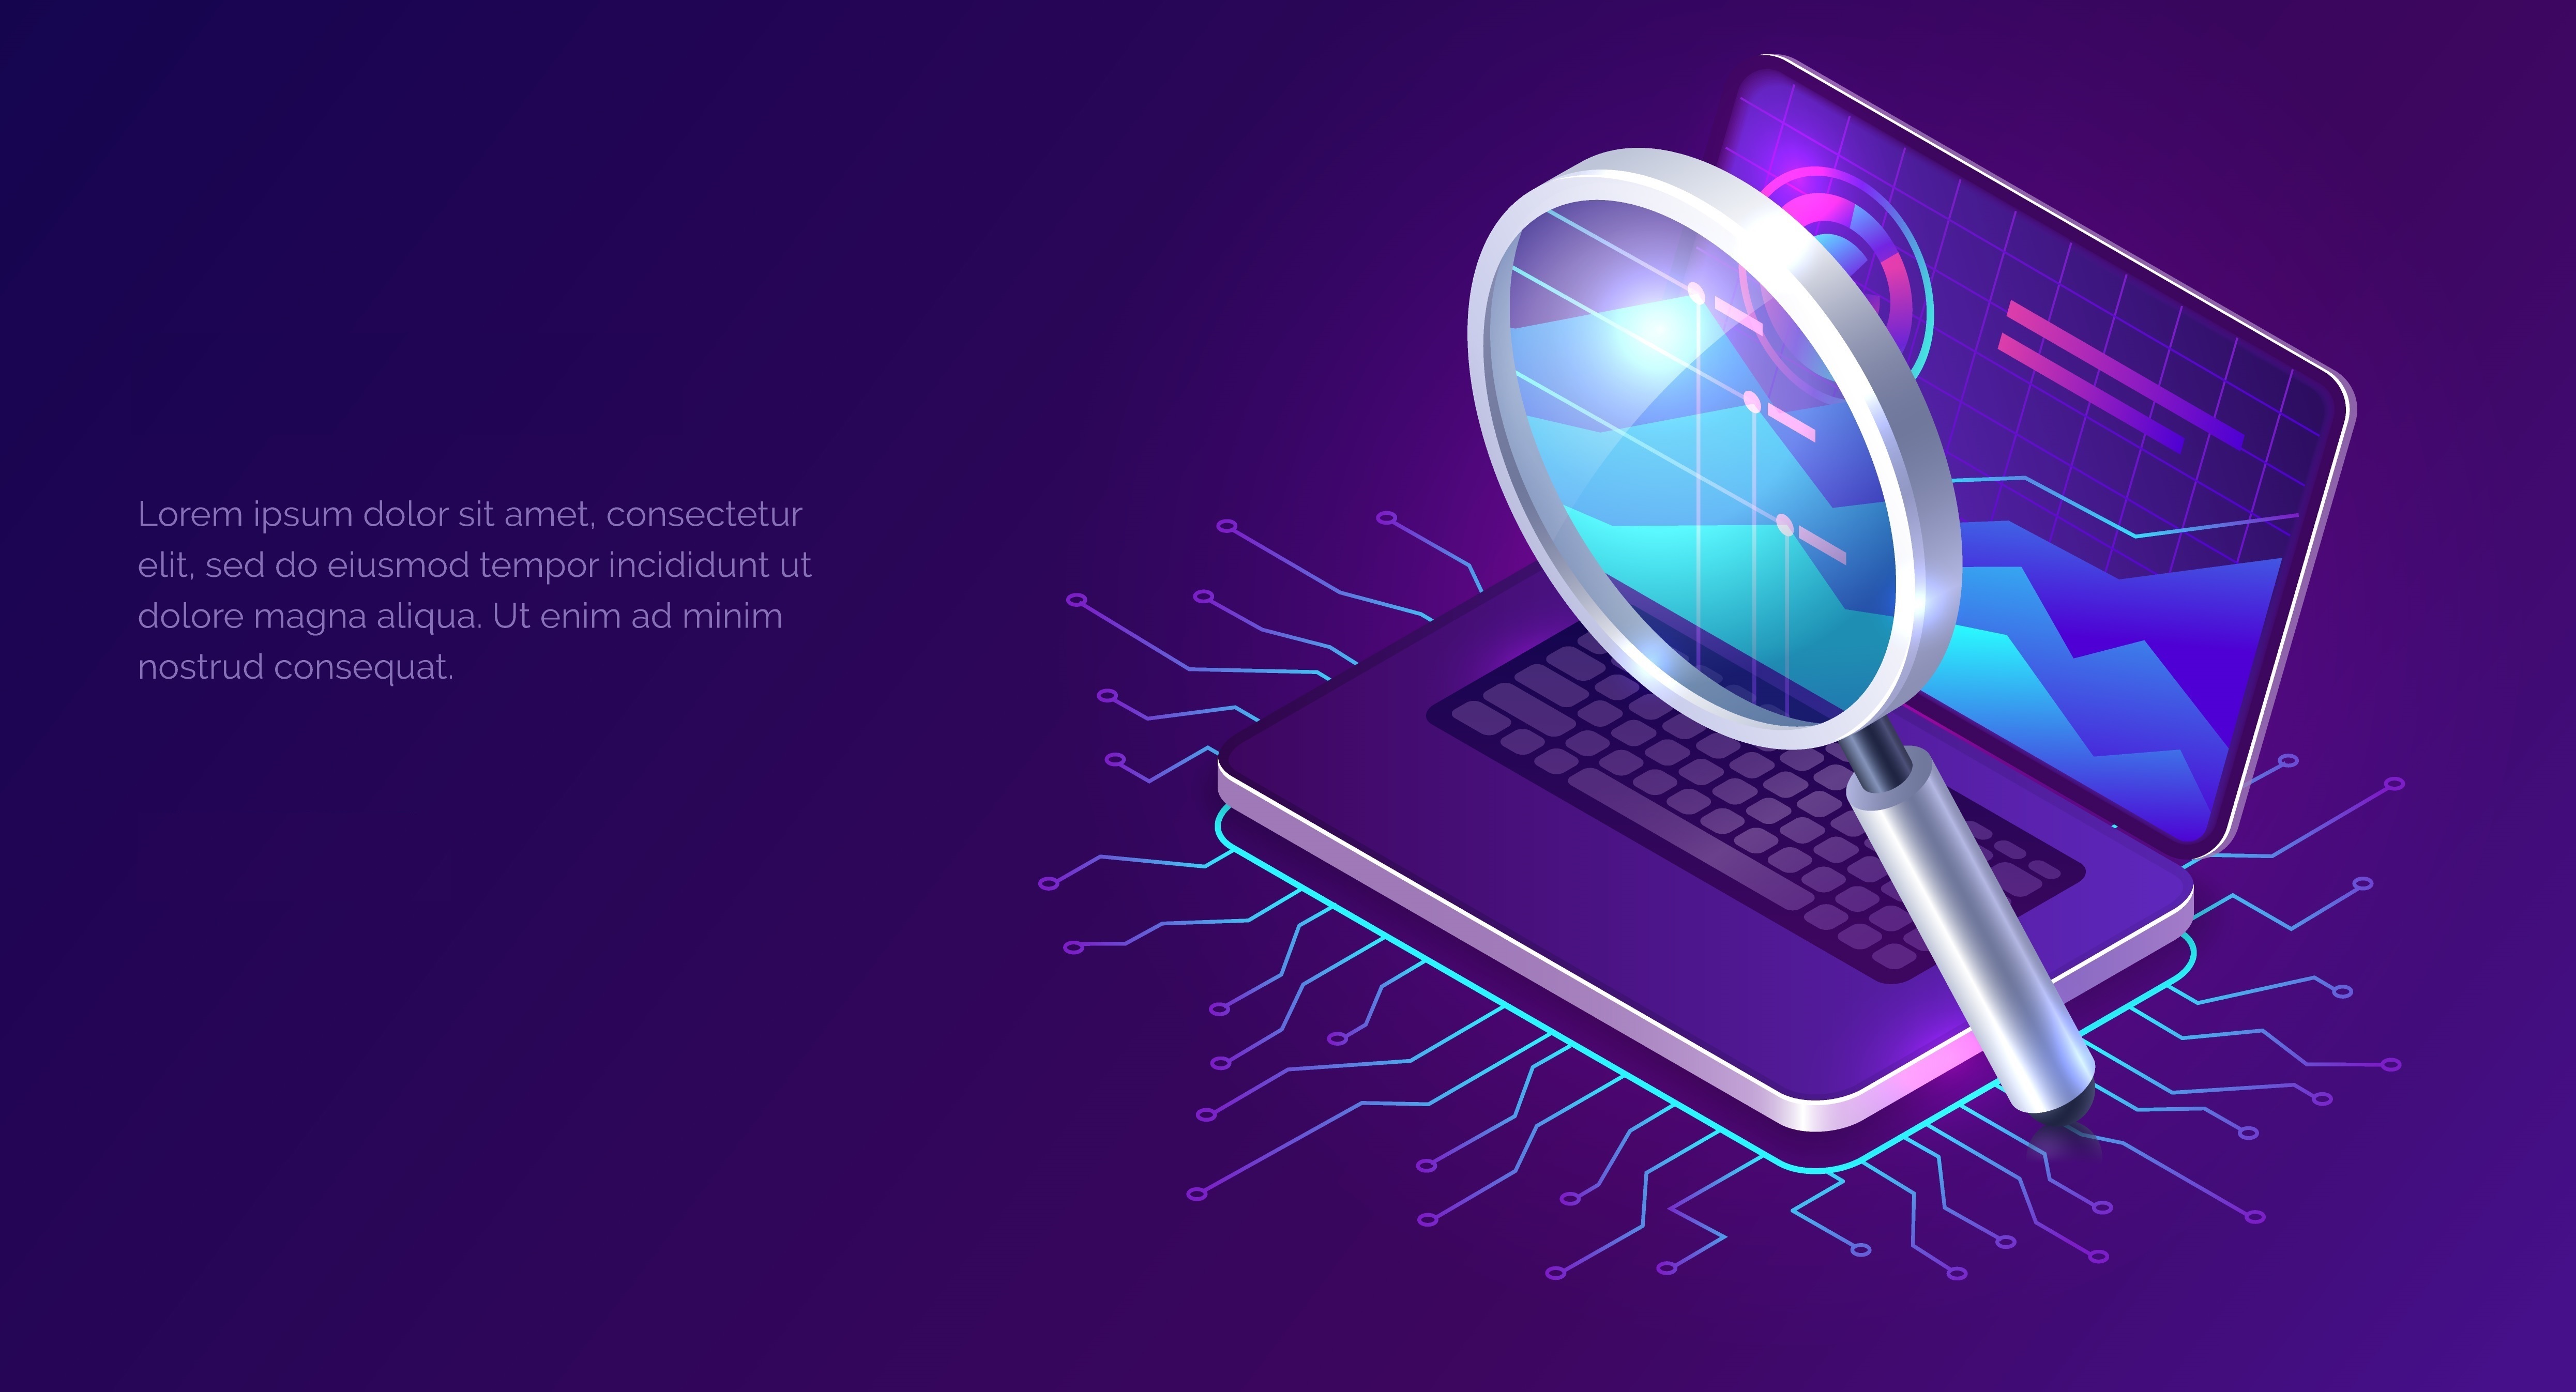 Lorem ipsum dolor sit amet, consectetur
elit, sed do eiusmod tempor incididunt ut
dolore magna aliqua. Ut enim ad minim
nostrud consequat.